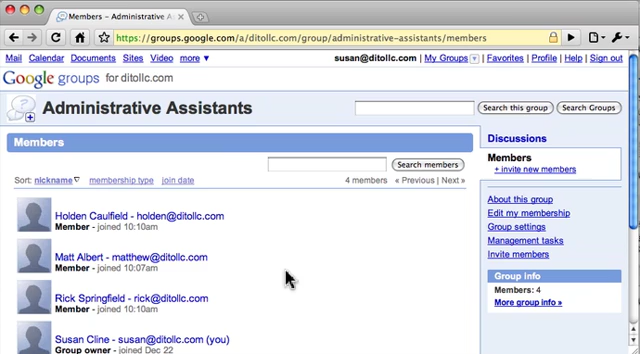 Members – Administrative Assi
https://groups.google.com/a/ditollc.com/group/administrative-assistants/members
Mail Calendar Documents Sites Video more ▼ susan@ditollc.com | My Groups ▼ | Favorites | Profile | Help | Sign out
Google groups for ditollc.com
Administrative Assistants Search this group Search Groups
Members
Search members
Sort: nickname▽ membership type join date 4 members « Previous | Next »
Holden Caulfield - holden@ditollc.com
Member - joined 10:10am
Matt Albert - matthew@ditollc.com
Member - joined 10:07am
Rick Springfield - rick@ditollc.com
Member - joined 10:10am
Susan Cline - susan@ditollc.com (you)
Group owner - joined Dec 22
Discussions
Members
+ invite new members
About this group
Edit my membership
Group settings
Management tasks
Invite members
Group info
Members: 4
More group info »